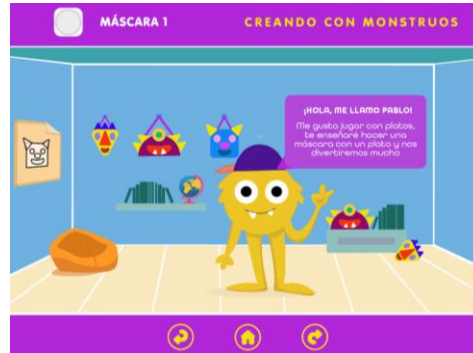 MÁSCARA 1
CREANDO CON MONSTRUOS
¡HOLA, ME LLAMO PABLO!
Me gusta jugar con platos,
te enseñaré hacer una
máscara con un plato y nos
divertiremos mucho